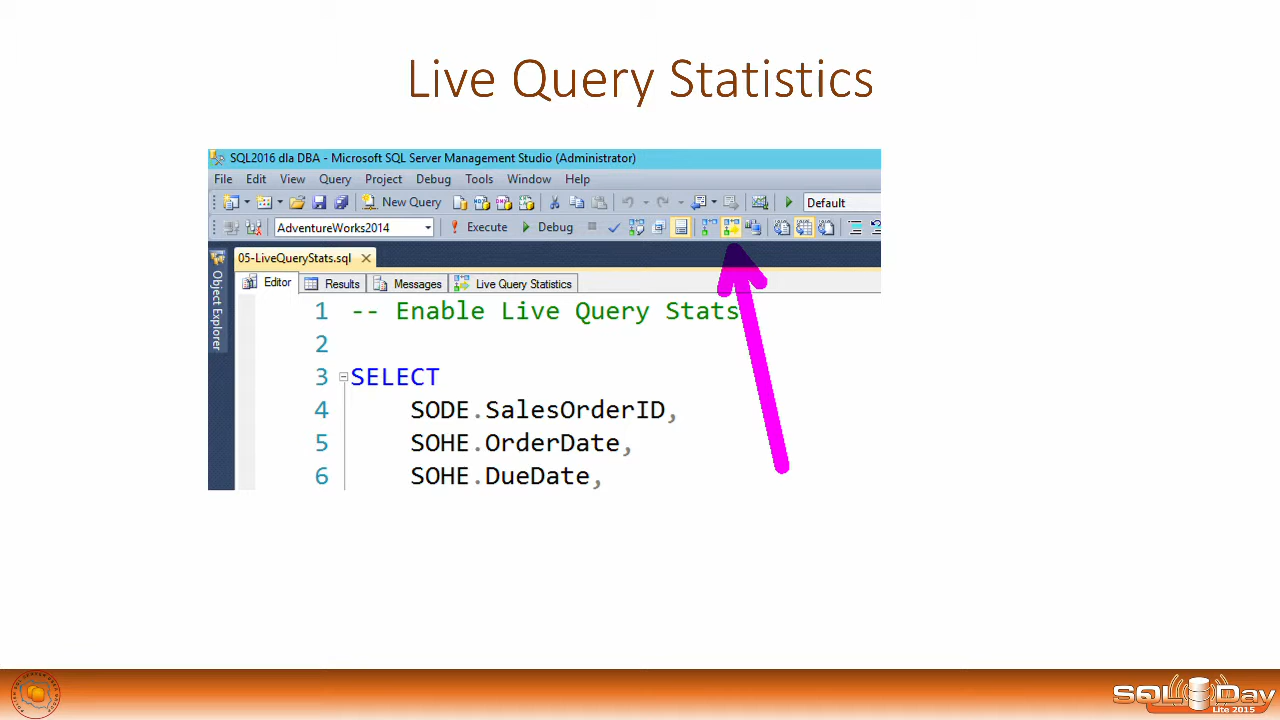 Live Query Statistics
SQL2016 dla DBA - Microsoft SQL Server Management Studio (Administrator)
File Edit View Query Project Debug Tools Window Help
New Query Default
AdventureWorks2014 Execute Debug
05-LiveQueryStats.sql
Object Explorer
Editor Results Messages Live Query Statistics
1 -- Enable Live Query Stats
2
3 SELECT
4 SODE.SalesOrderID,
5 SOHE.OrderDate,
6 SOHE.DueDate,
SQL Day
Lite 2015